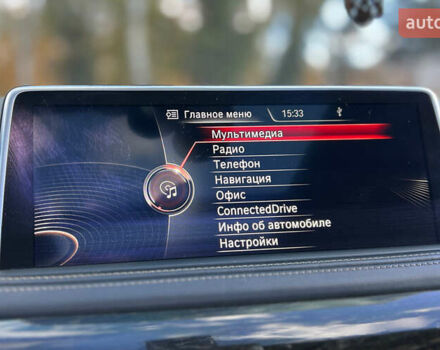 auto
Главное меню 15:33
Мультимедиа
Радио
Телефон
Навигация
Офис
ConnectedDrive
Инфо об автомобиле
Настройки